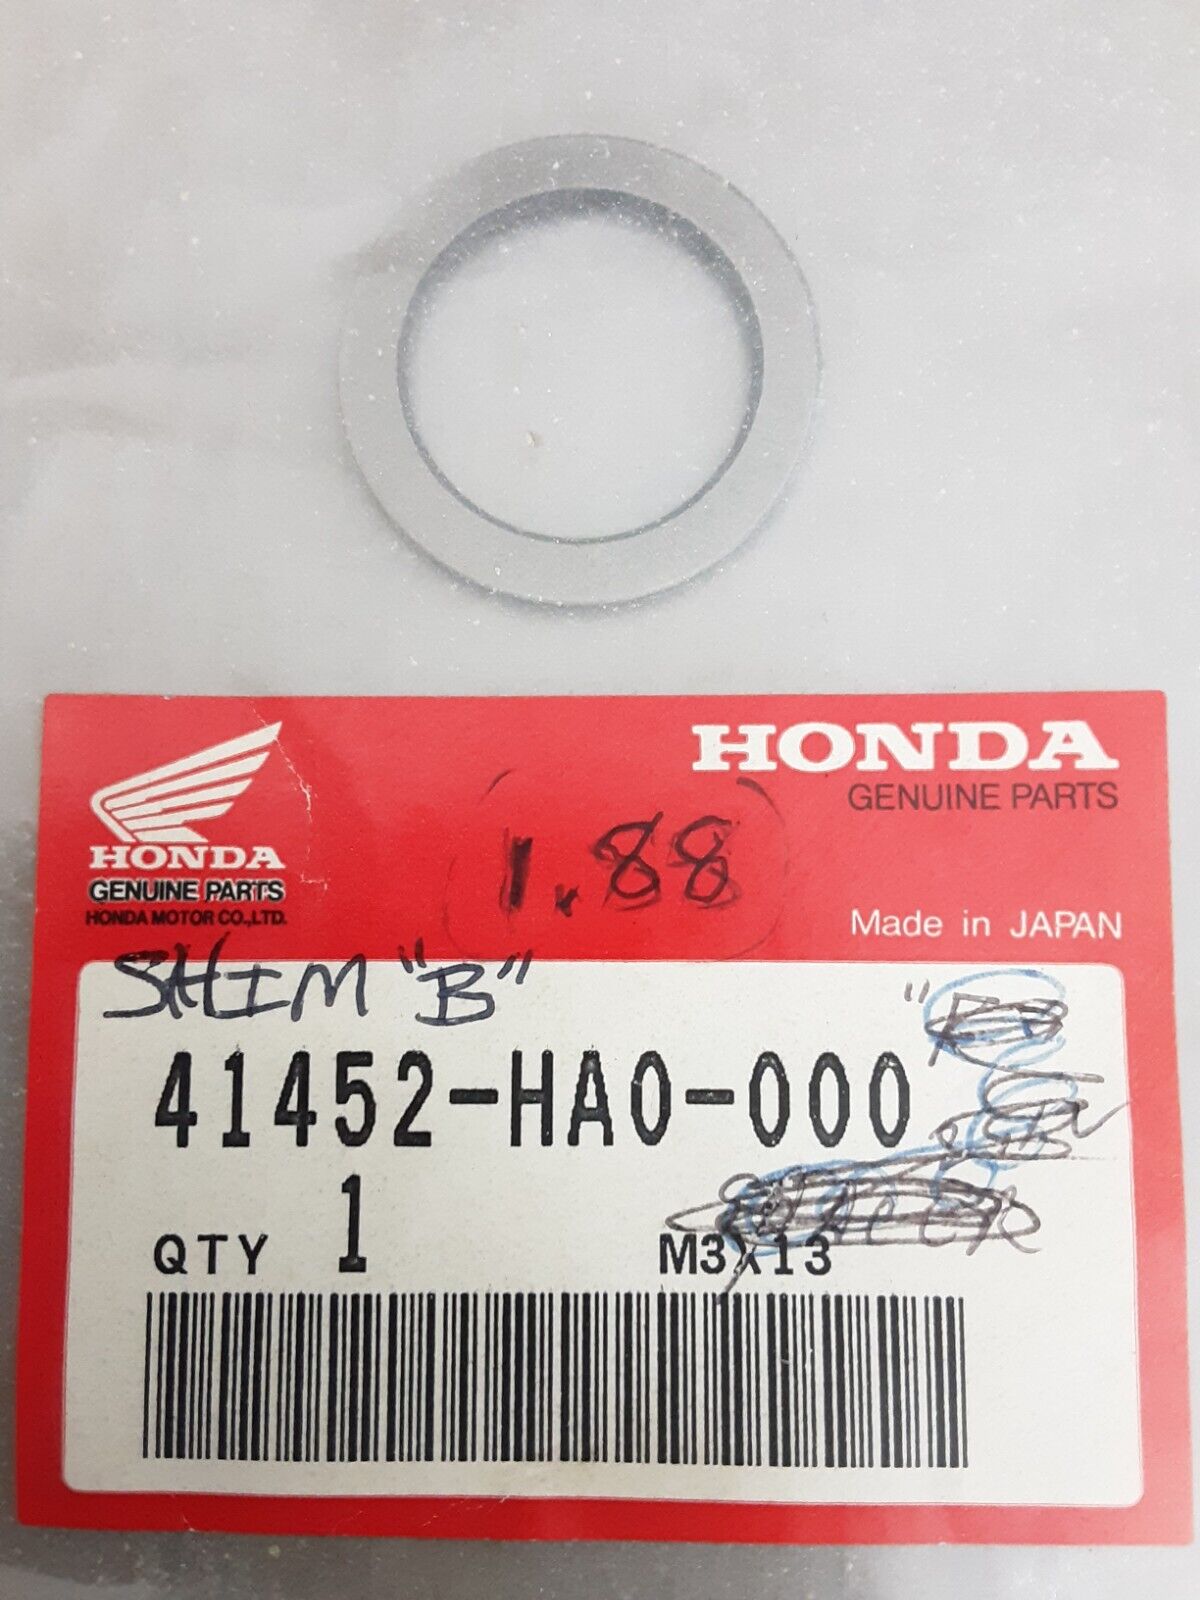 HONDA
GENUINE PARTS
1.88
HONDA
GENUINE PARTS
HONDA MOTOR CO.,LTD.
Made in JAPAN
SHIM "B"
41452-HA0-000
QTY 1
M3X13